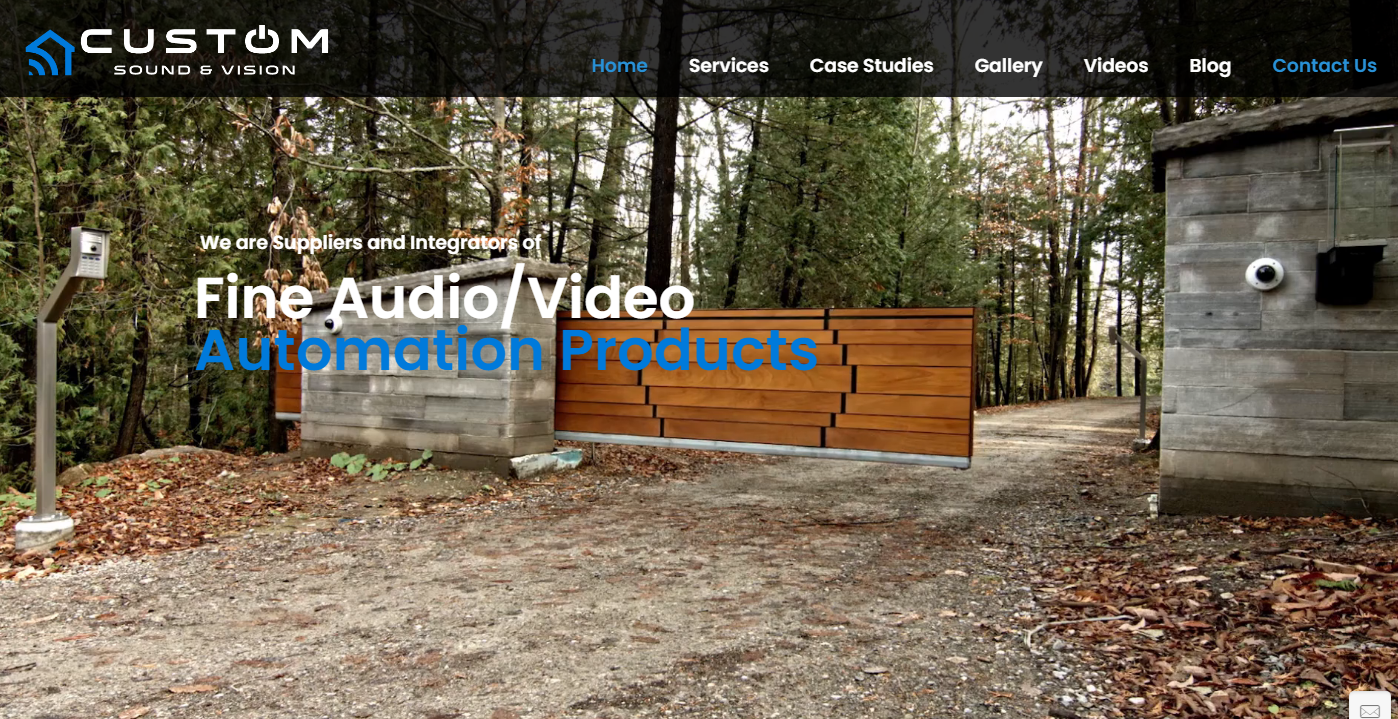 CUSTOM
SOUND & VISION
Home Services Case Studies Gallery Videos Blog Contact Us
We are Suppliers and Integrators of
Fine Audio/Video
Automation Products